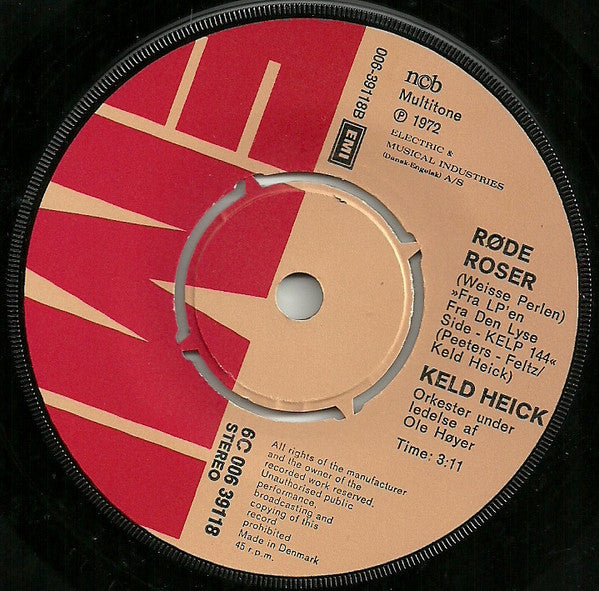 006-39118B
EMI
ncb
Multitone
Ⓟ 1972
ELECTRIC &
MUSICAL INDUSTRIES
(Dansk-Engelsk) A/S
RØDE
ROSER
(Weisse Perlen)
»Fra LP'en
Fra Den Lyse
Side - KELP 144«
(Peeters - Feltz/
Keld Heick)
KELD HEICK
Orkester under
ledelse af
Ole Høyer
Time: 3:11
6C 006 39118
STEREO
All rights of the manufacturer
and the owner of the
recorded work reserved.
Unauthorised public
performance,
broadcasting and
copying of this
record
prohibited
Made in Denmark
45 r.p.m.
EMI